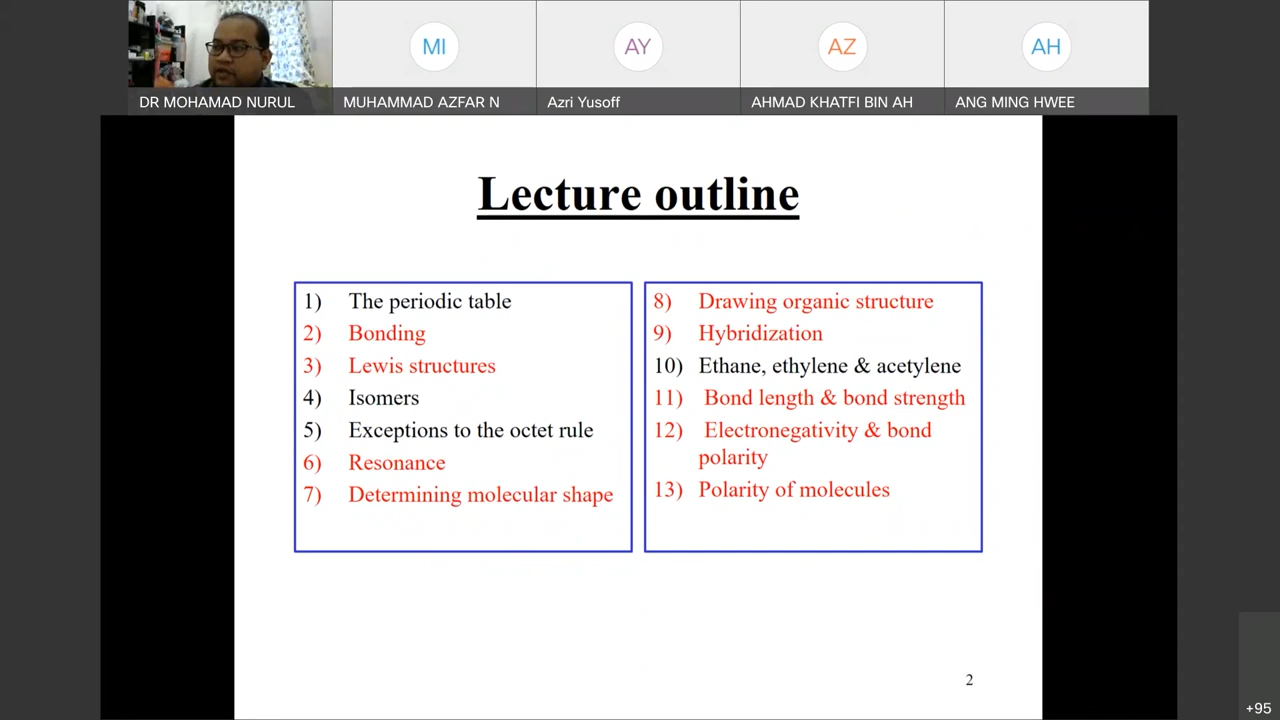 MI
AY
AZ
AH
DR MOHAMAD NURUL
MUHAMMAD AZFAR N
Azri Yusoff
AHMAD KHATFI BIN AH
ANG MING HWEE
Lecture outline
1) The periodic table
2) Bonding
3) Lewis structures
4) Isomers
5) Exceptions to the octet rule
6) Resonance
7) Determining molecular shape
8) Drawing organic structure
9) Hybridization
10) Ethane, ethylene & acetylene
11) Bond length & bond strength
12) Electronegativity & bond
polarity
13) Polarity of molecules
2
+95